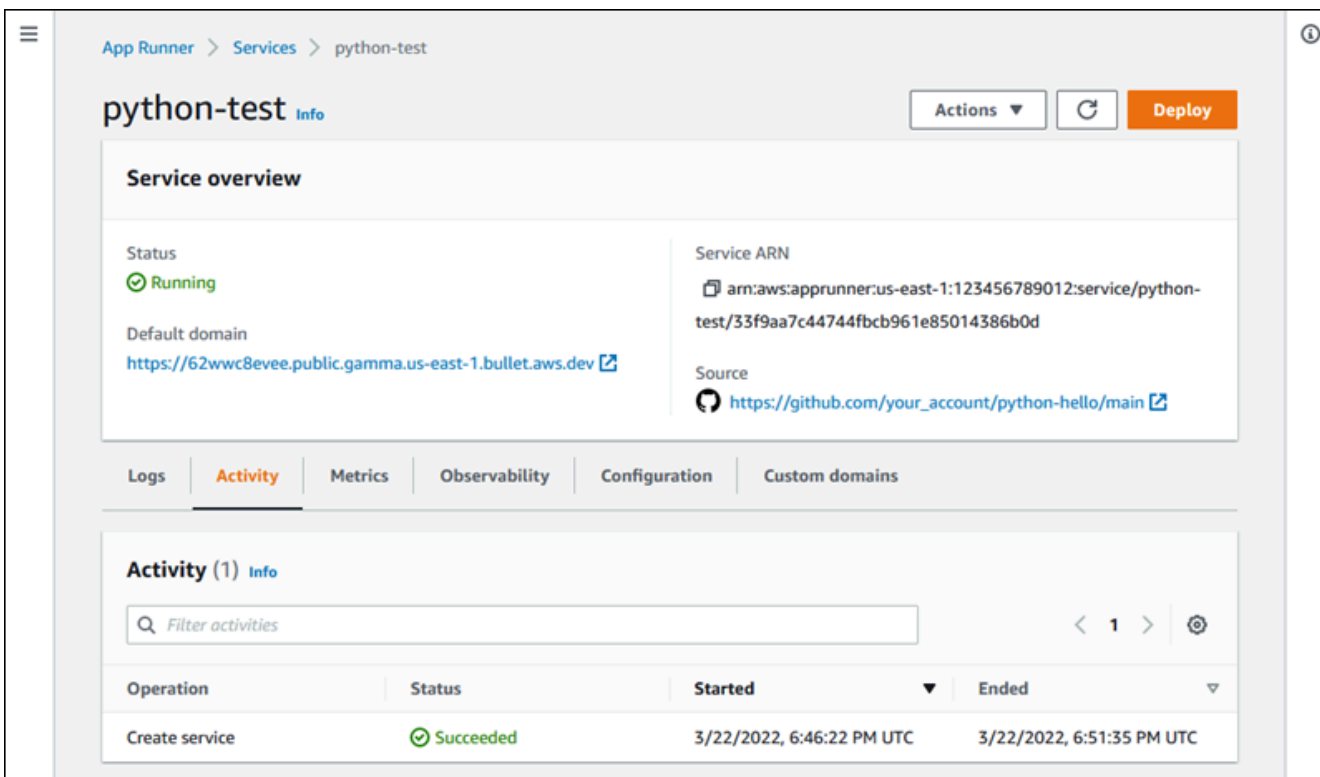 App Runner > Services > python-test
python-test Info
Actions ▼ Deploy
Service overview
Status
Running
Default domain
https://62wwc8evee.public.gamma.us-east-1.bullet.aws.dev
Service ARN
arn:aws:apprunner:us-east-1:123456789012:service/python-
test/33f9aa7c44744fbcb961e85014386b0d
Source
https://github.com/your_account/python-hello/main
Logs Activity Metrics Observability Configuration Custom domains
Activity (1) Info
Filter activities < 1 >
Operation Status Started ▼ Ended ▽
Create service Succeeded 3/22/2022, 6:46:22 PM UTC 3/22/2022, 6:51:35 PM UTC